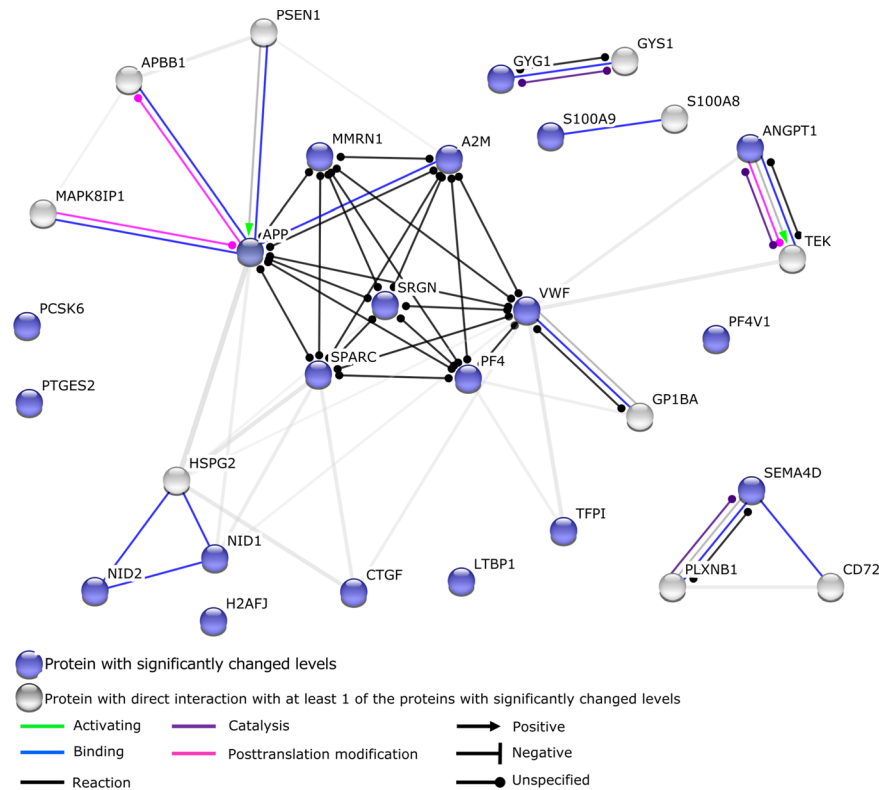 PSEN1
GYS1
APBB1
GYG1
S100A8
S100A9
ANGPT1
MMRN1
A2M
MAPK8IP1
APP
TEK
SRGN
VWF
PCSK6
PF4V1
SPARC
PF4
PTGES2
GP1BA
HSPG2
SEMA4D
TFPI
NID1
LTBP1
NID2
CTGF
PLXNB1
CD72
H2AFJ
Protein with significantly changed levels
Protein with direct interaction with at least 1 of the proteins with significantly changed levels
Activating
Catalysis
Positive
Binding
Posttranslation modification
Negative
Reaction
Unspecified